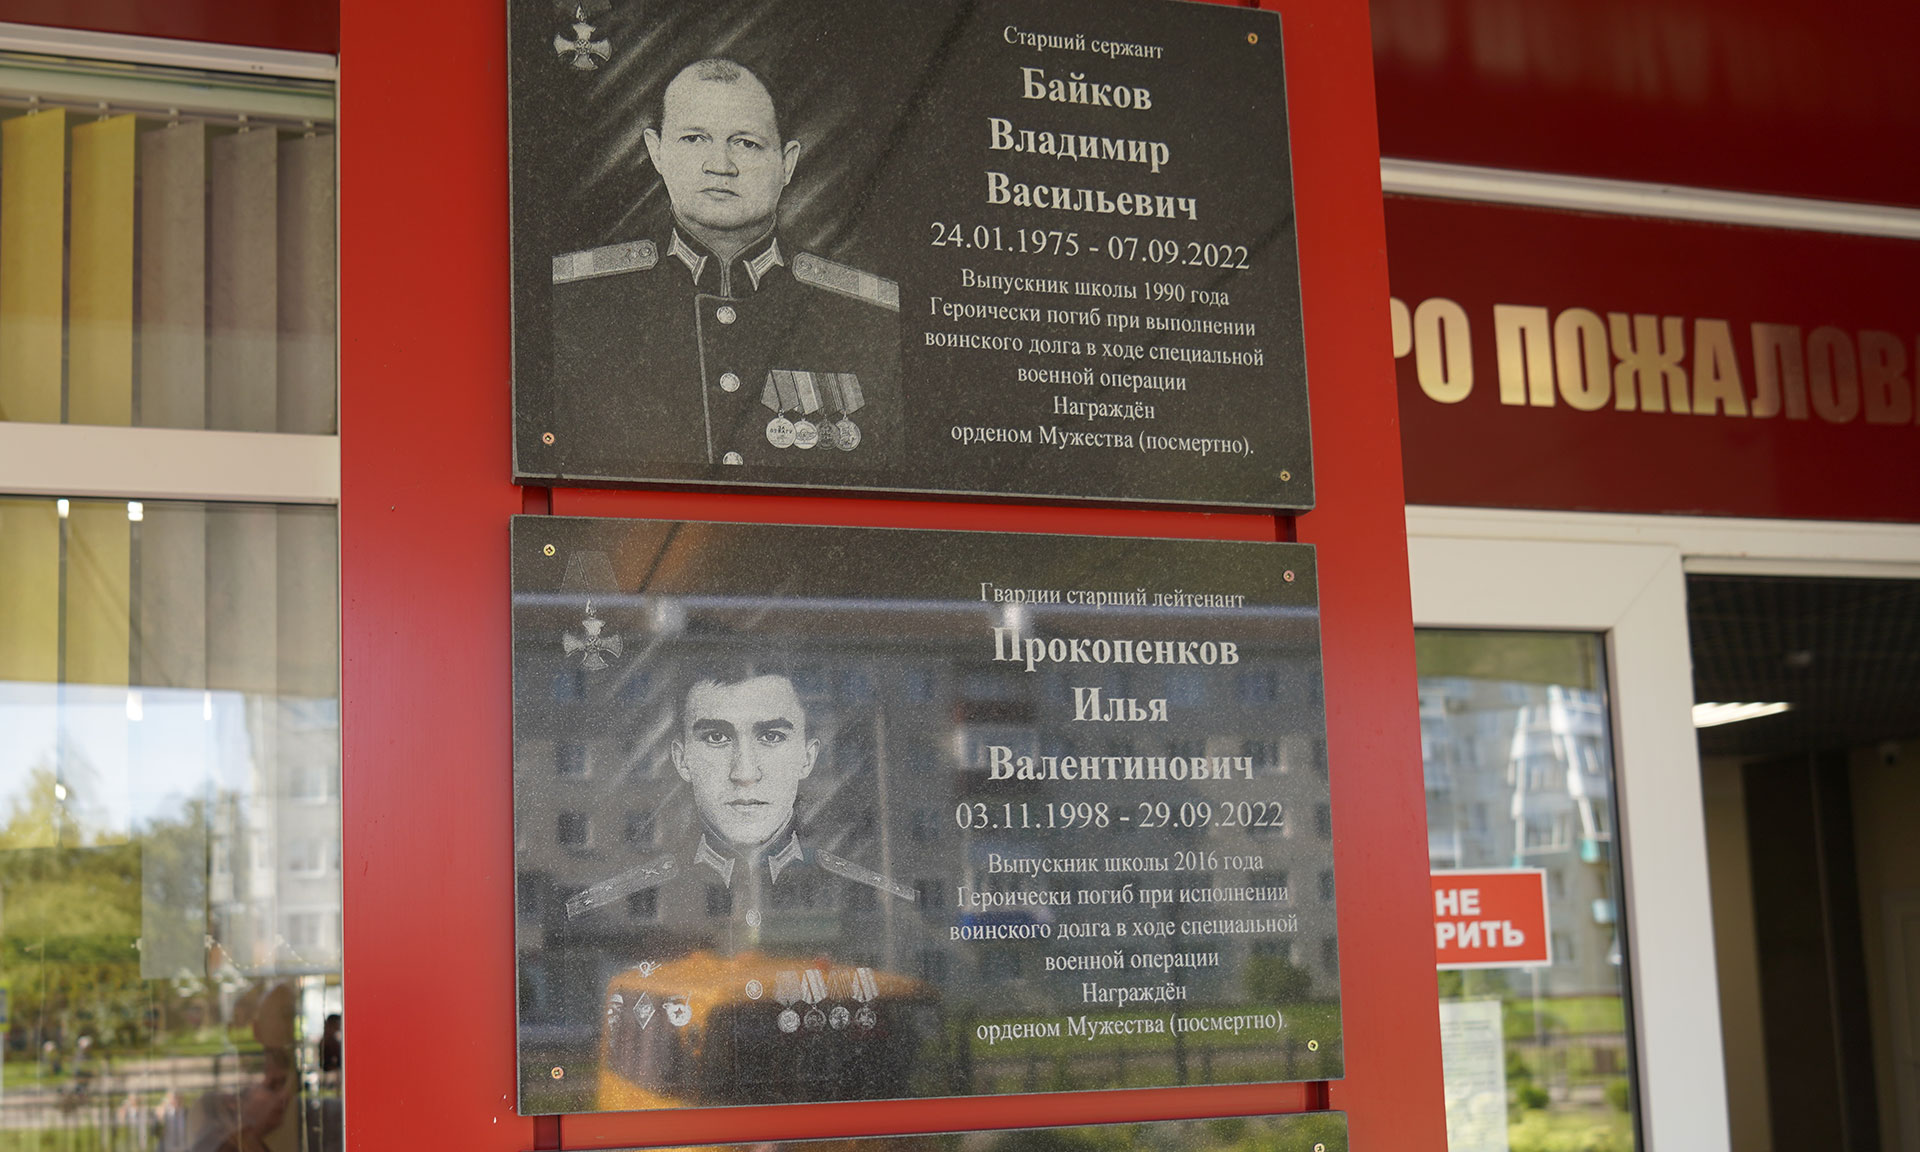 Старший сержант
Байков
Владимир
Васильевич
24.01.1975 - 07.09.2022
Выпускник школы 1990 года
Героически погиб при выполнении
воинского долга в ходе специальной
военной операции
Награждён
орденом Мужества (посмертно).
Гвардии старший лейтенант
Прокопенков
Илья
Валентинович
03.11.1998 - 29.09.2022
Выпускник школы 2016 года
Героически погиб при исполнении
воинского долга в ходе специальной
военной операции
Награждён
орденом Мужества (посмертно).
РО ПОЖАЛОВА
НЕ
РИТЬ